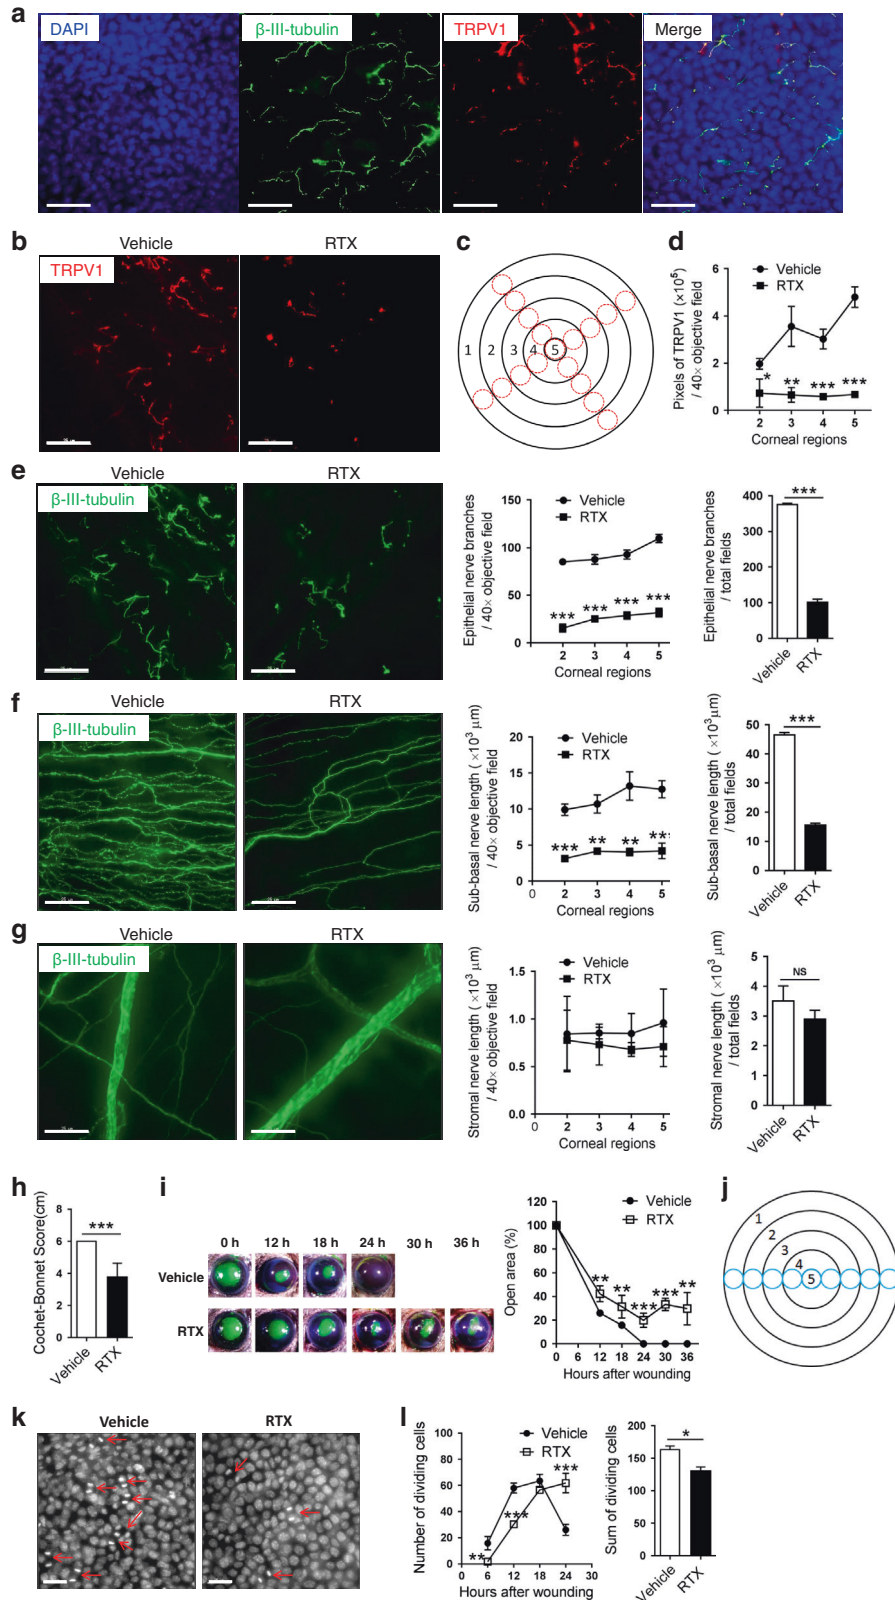 a
DAPI
β-III-tubulin
TRPV1
Merge
b
Vehicle
RTX
TRPV1
c
1 2 3 4 5
d
Pixels of TRPV1 (×10⁵)
/ 40× objective field
6
4
2
0
Vehicle
RTX
* ** *** ***
2 3 4 5
Corneal regions
e
Vehicle
RTX
β-III-tubulin
Epithelial nerve branches
/ 40× objective field
150
100
50
0
Vehicle
RTX
*** *** *** ***
2 3 4 5
Corneal regions
Epithelial nerve branches
/ total fields
400
300
200
100
0
***
Vehicle
RTX
f
Vehicle
RTX
β-III-tubulin
Sub-basal nerve length (×10³ μm)
/ 40× objective field
20
15
10
5
0
Vehicle
RTX
*** ** ** ***
0 2 3 4 5
Corneal regions
Sub-basal nerve length (×10³ μm)
/ total fields
50
40
30
20
10
0
***
Vehicle
RTX
g
Vehicle
RTX
β-III-tubulin
Stromal nerve length (×10³ μm)
/ 40× objective field
1.5
1.0
0.5
0.0
Vehicle
RTX
0 2 3 4 5
Corneal regions
Stromal nerve length (×10³ μm)
/ total fields
5
4
3
2
1
0
NS
Vehicle
RTX
h
Cochet-Bonnet Score(cm)
8
6
4
2
0
***
Vehicle
RTX
i
0 h 12 h 18 h 24 h 30 h 36 h
Vehicle
RTX
Open area (%)
120
100
80
60
40
20
0
Vehicle
RTX
** ** *** *** **
0 12 18 24 30 36
Hours after wounding
j
1
2
3
4
5
k
Vehicle
RTX
l
Number of dividing cells
100
80
60
40
20
0
Vehicle
RTX
** *** ***
0 6 12 18 24 30
Hours after wounding
Sum of dividing cells
200
150
100
50
0
*
Vehicle
RTX